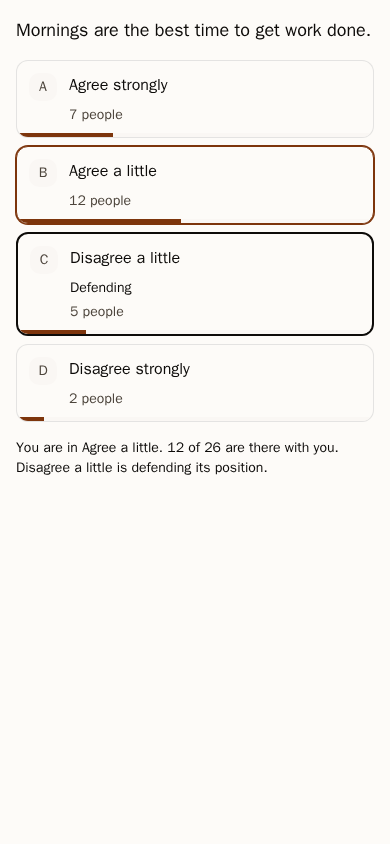 Mornings are the best time to get work done.
A
Agree strongly
7 people
B
Agree a little
12 people
C
Disagree a little
Defending
5 people
D
Disagree strongly
2 people
You are in Agree a little. 12 of 26 are there with you.
Disagree a little is defending its position.